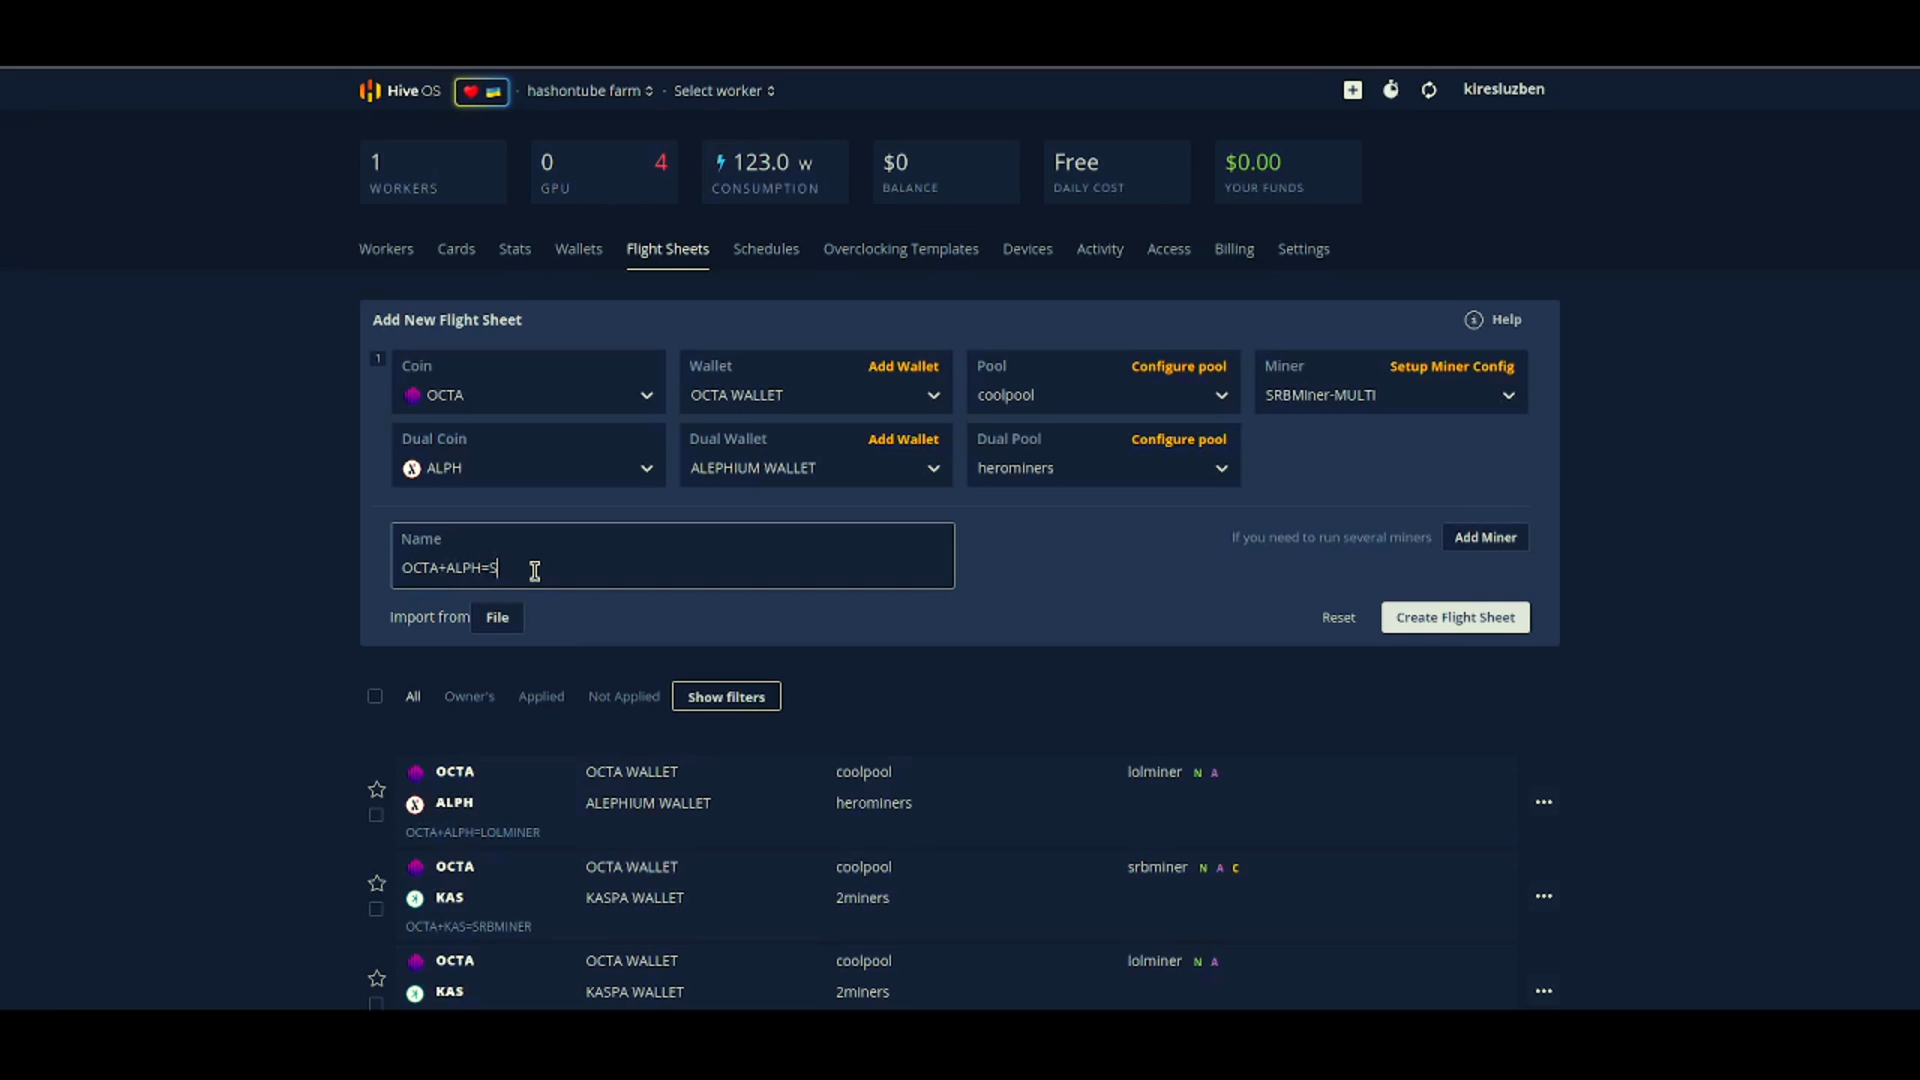 Hive OS hashontube farm Select worker kiresluzben
1 0 4 123.0 w $0 Free $0.00
WORKERS GPU CONSUMPTION BALANCE DAILY COST YOUR FUNDS
Workers Cards Stats Wallets Flight Sheets Schedules Overclocking Templates Devices Activity Access Billing Settings
Add New Flight Sheet Help
1 Coin Wallet Add Wallet Pool Configure pool Miner Setup Miner Config
OCTA OCTA WALLET coolpool SRBMiner-MULTI
Dual Coin Dual Wallet Add Wallet Dual Pool Configure pool
ALPH ALEPHIUM WALLET herominers
Name If you need to run several miners Add Miner
OCTA+ALPH=S
Import from File Reset Create Flight Sheet
All Owner's Applied Not Applied Show filters
OCTA OCTA WALLET coolpool lolminer N A
ALPH ALEPHIUM WALLET herominers
OCTA+ALPH=LOLMINER
OCTA OCTA WALLET coolpool srbminer N A C
KAS KASPA WALLET 2miners
OCTA+KAS=SRBMINER
OCTA OCTA WALLET coolpool lolminer N A
KAS KASPA WALLET 2miners